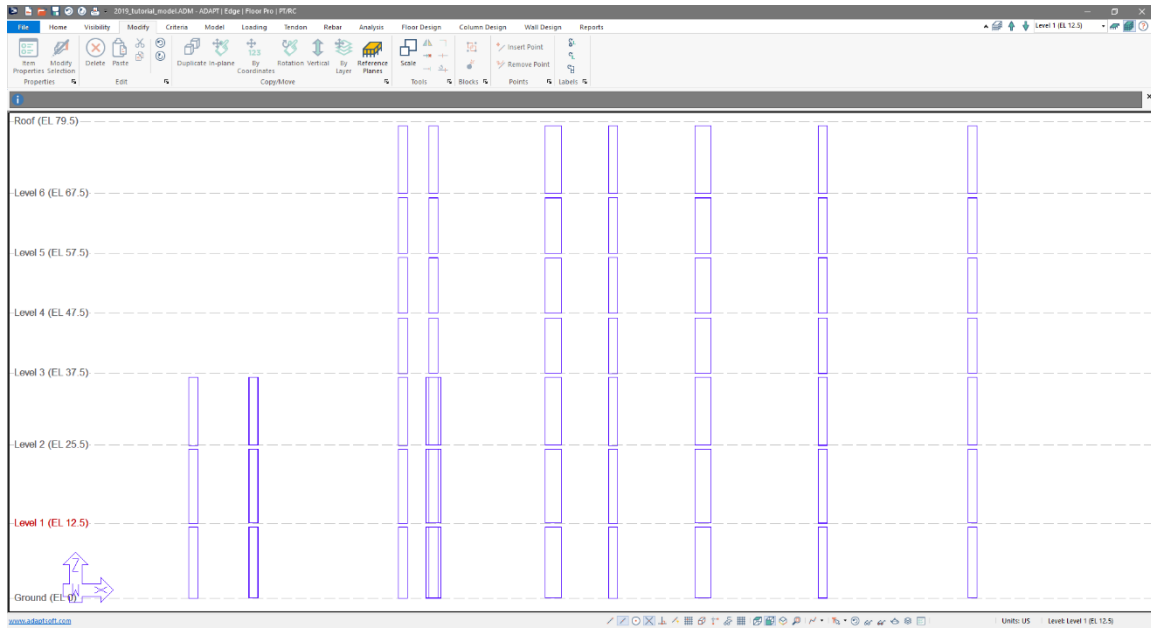 2019_tutorial_model.ADM - ADAPT | Edge | Floor Pro | PT/RC
File Home Visibility Modify Criteria Model Loading Tendon Rebar Analysis Floor Design Column Design Wall Design Reports Level 1 (EL 12.5)
Item Properties Modify Selection Delete Paste Duplicate In-plane By Coordinates Rotation Vertical By Layer Reference Planes Scale Insert Point Remove Point
Properties Edit Copy/Move Tools Blocks Points Labels
Roof (EL 79.5)
Level 6 (EL 67.5)
Level 5 (EL 57.5)
Level 4 (EL 47.5)
Level 3 (EL 37.5)
Level 2 (EL 25.5)
Level 1 (EL 12.5)
Z
X
Ground (EL 0)
www.adaptsoft.com Units: US Level: Level 1 (EL 12.5)